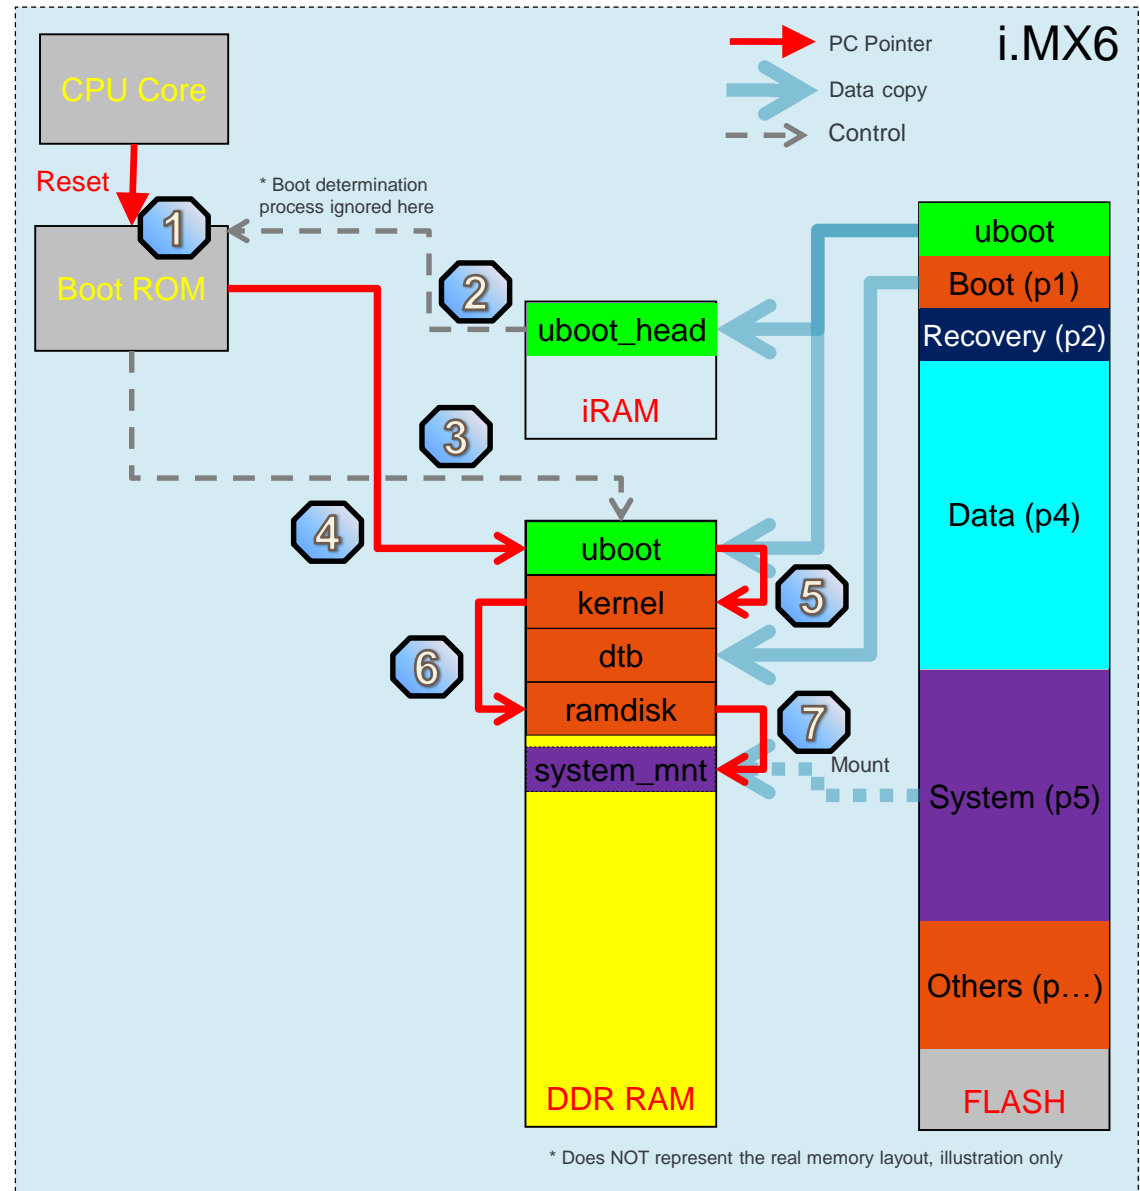 i.MX6
PC Pointer
Data copy
Control
CPU Core
Reset
* Boot determination
process ignored here
1
Boot ROM
2
uboot_head
iRAM
3
4
uboot
kernel
dtb
ramdisk
system_mnt
DDR RAM
5
6
7
Mount
uboot
Boot (p1)
Recovery (p2)
Data (p4)
System (p5)
Others (p…)
FLASH
* Does NOT represent the real memory layout, illustration only